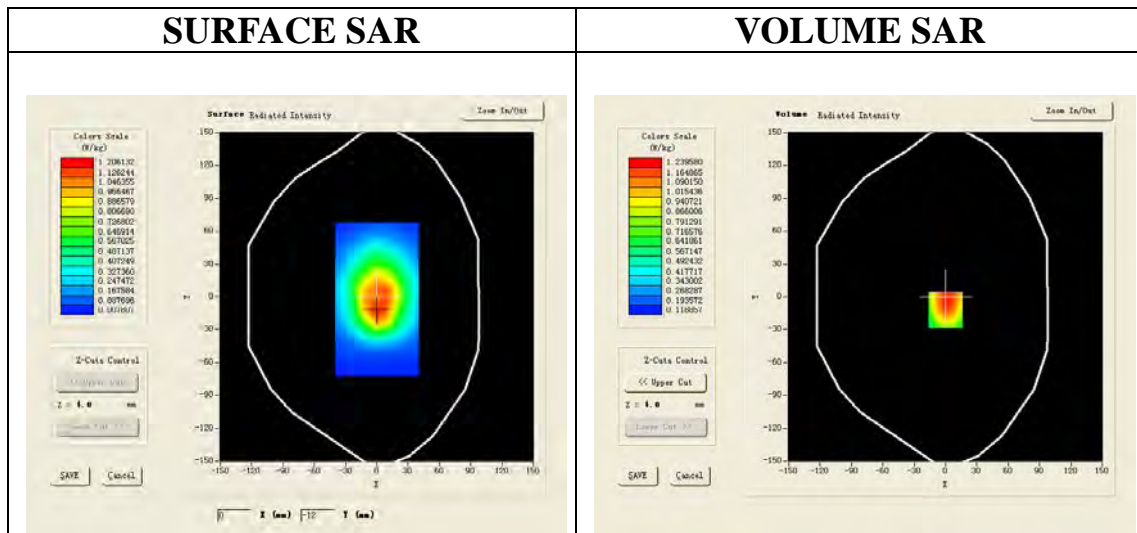 SURFACE SAR
VOLUME SAR
Surface Radiated Intensity
Zoom In/Out
Colors Scale
(W/kg)
1.206132
1.126244
1.046355
0.966467
0.886579
0.806690
0.726802
0.646914
0.567025
0.487137
0.407249
0.327360
0.247472
0.167584
0.087696
0.007807
150
120
90
60
30
0
-30
-60
-90
-120
-150
Y
-150 -120 -90 -60 -30 0 30 60 90 120 150
X
Z-Cuts Control
<< Upper Cut
Z = 4.0 mm
Lower Cut >>
SAVE Cancel
0 X (mm) -12 Y (mm)
Volume Radiated Intensity
Zoom In/Out
Colors Scale
(W/kg)
1.239580
1.164865
1.090150
1.015436
0.940721
0.866006
0.791291
0.716576
0.641861
0.567147
0.492432
0.417717
0.343002
0.268287
0.193572
0.118857
150
120
90
60
30
0
-30
-60
-90
-120
-150
Y
-150 -120 -90 -60 -30 0 30 60 90 120 150
X
Z-Cuts Control
<< Upper Cut
Z = 4.0 mm
Lower Cut >>
SAVE Cancel